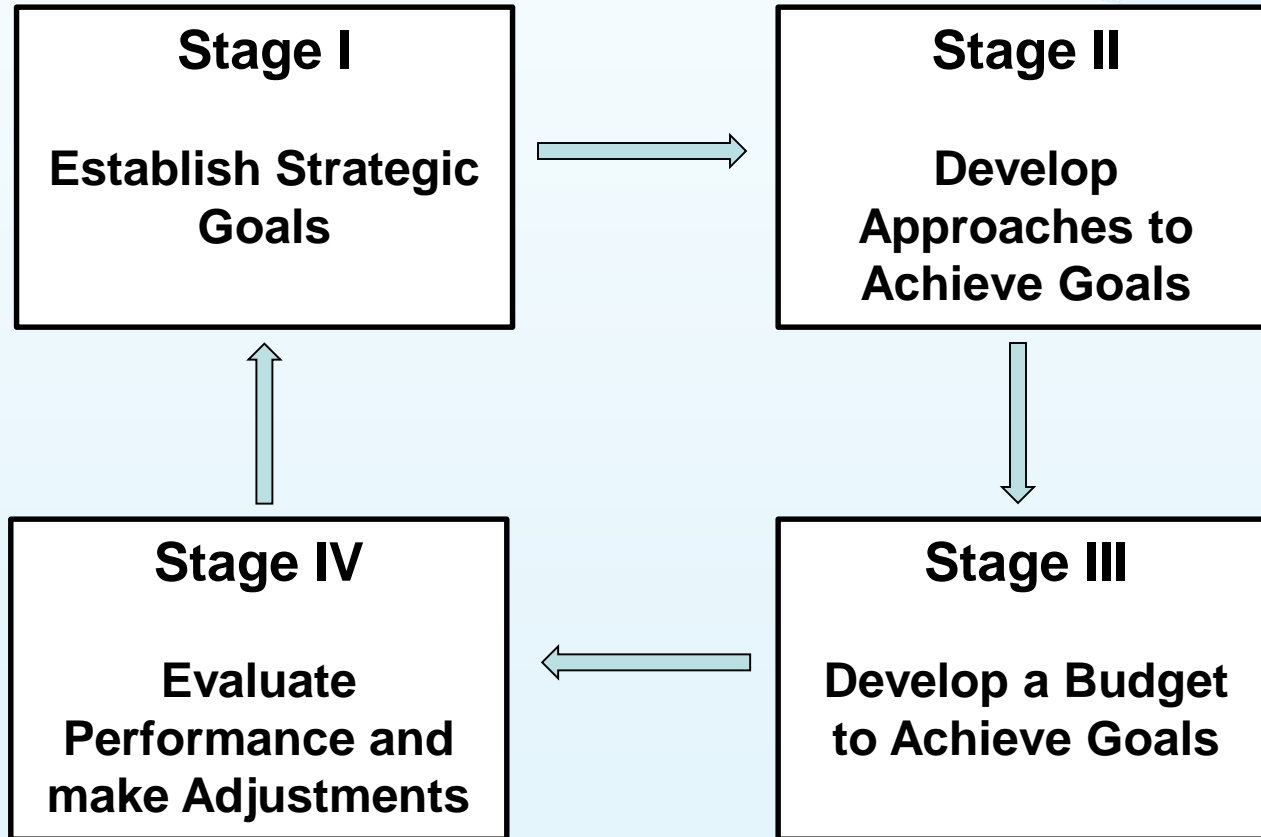 Stage I
Establish Strategic
Goals
Stage II
Develop
Approaches to
Achieve Goals
Stage IV
Evaluate
Performance and
make Adjustments
Stage III
Develop a Budget
to Achieve Goals